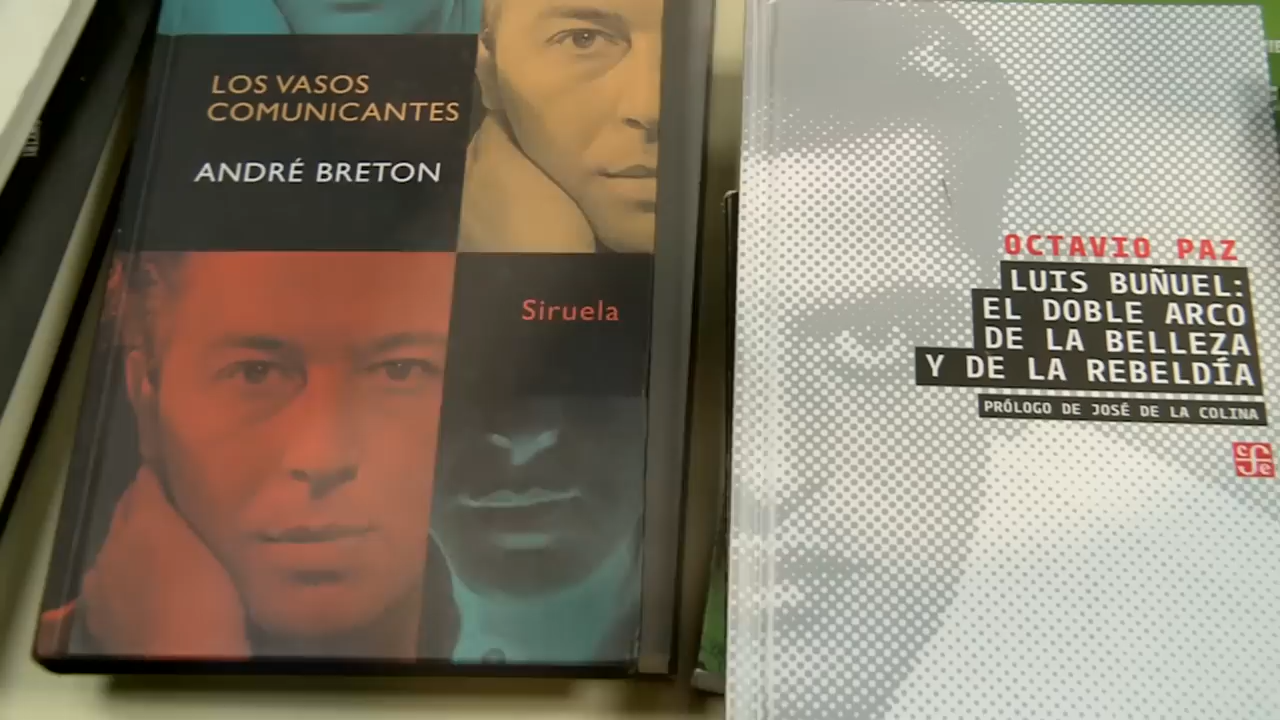 LOS VASOS
COMUNICANTES
ANDRÉ BRETON
Siruela
OCTAVIO PAZ
LUIS BUÑUEL:
EL DOBLE ARCO
DE LA BELLEZA
Y DE LA REBELDÍA
PRÓLOGO DE JOSÉ DE LA COLINA
cfe